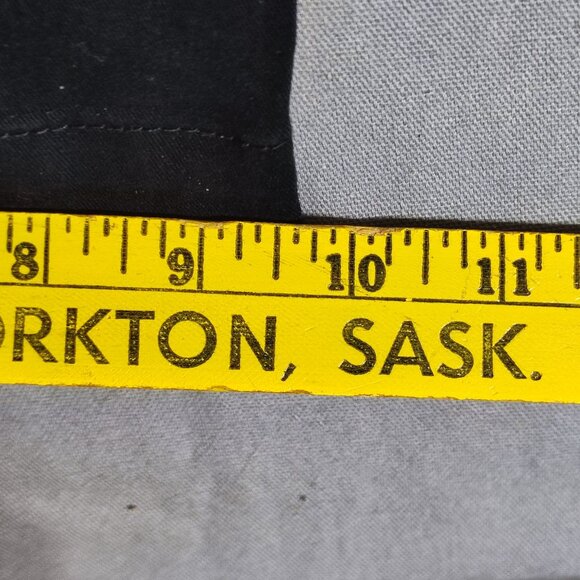 8 9 10 11
ORKTON, SASK.